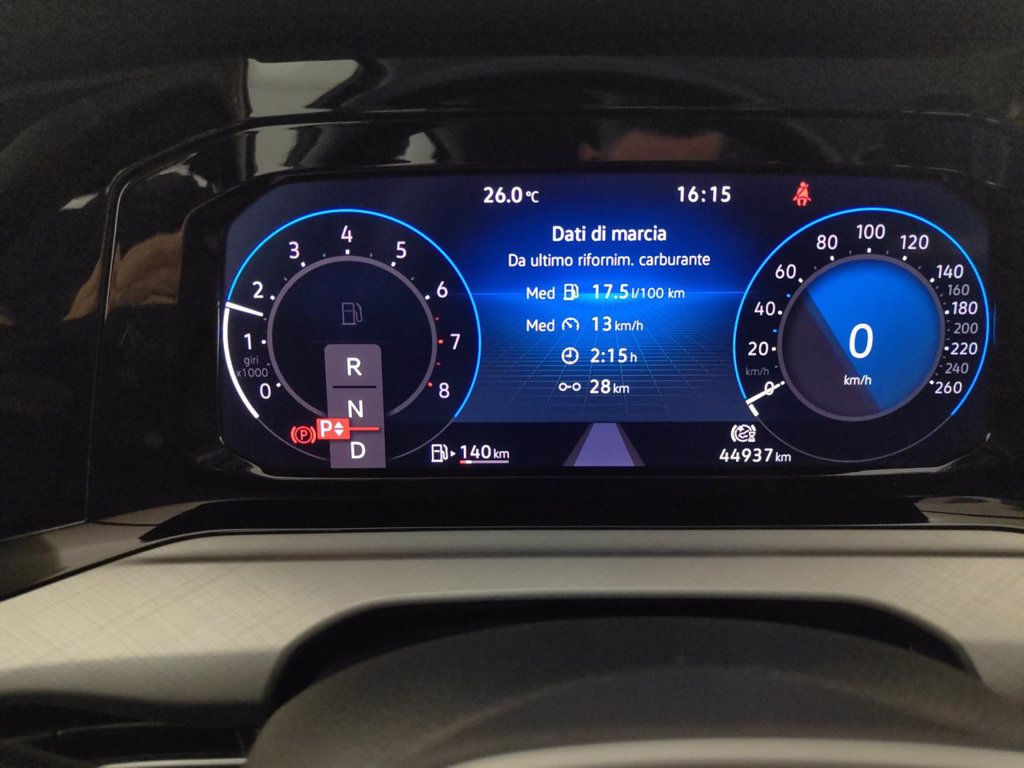 26.0°C
16:15
Dati di marcia
Da ultimo rifornim. carburante
Med 17.5 l/100 km
Med 13 km/h
2:15 h
28 km
0
1
2
3
4
5
6
7
8
giri
x1000
R
N
P
D
(P)
140 km
0
20
40
60
80
100
120
140
160
180
200
220
240
260
km/h
0
km/h
44937 km